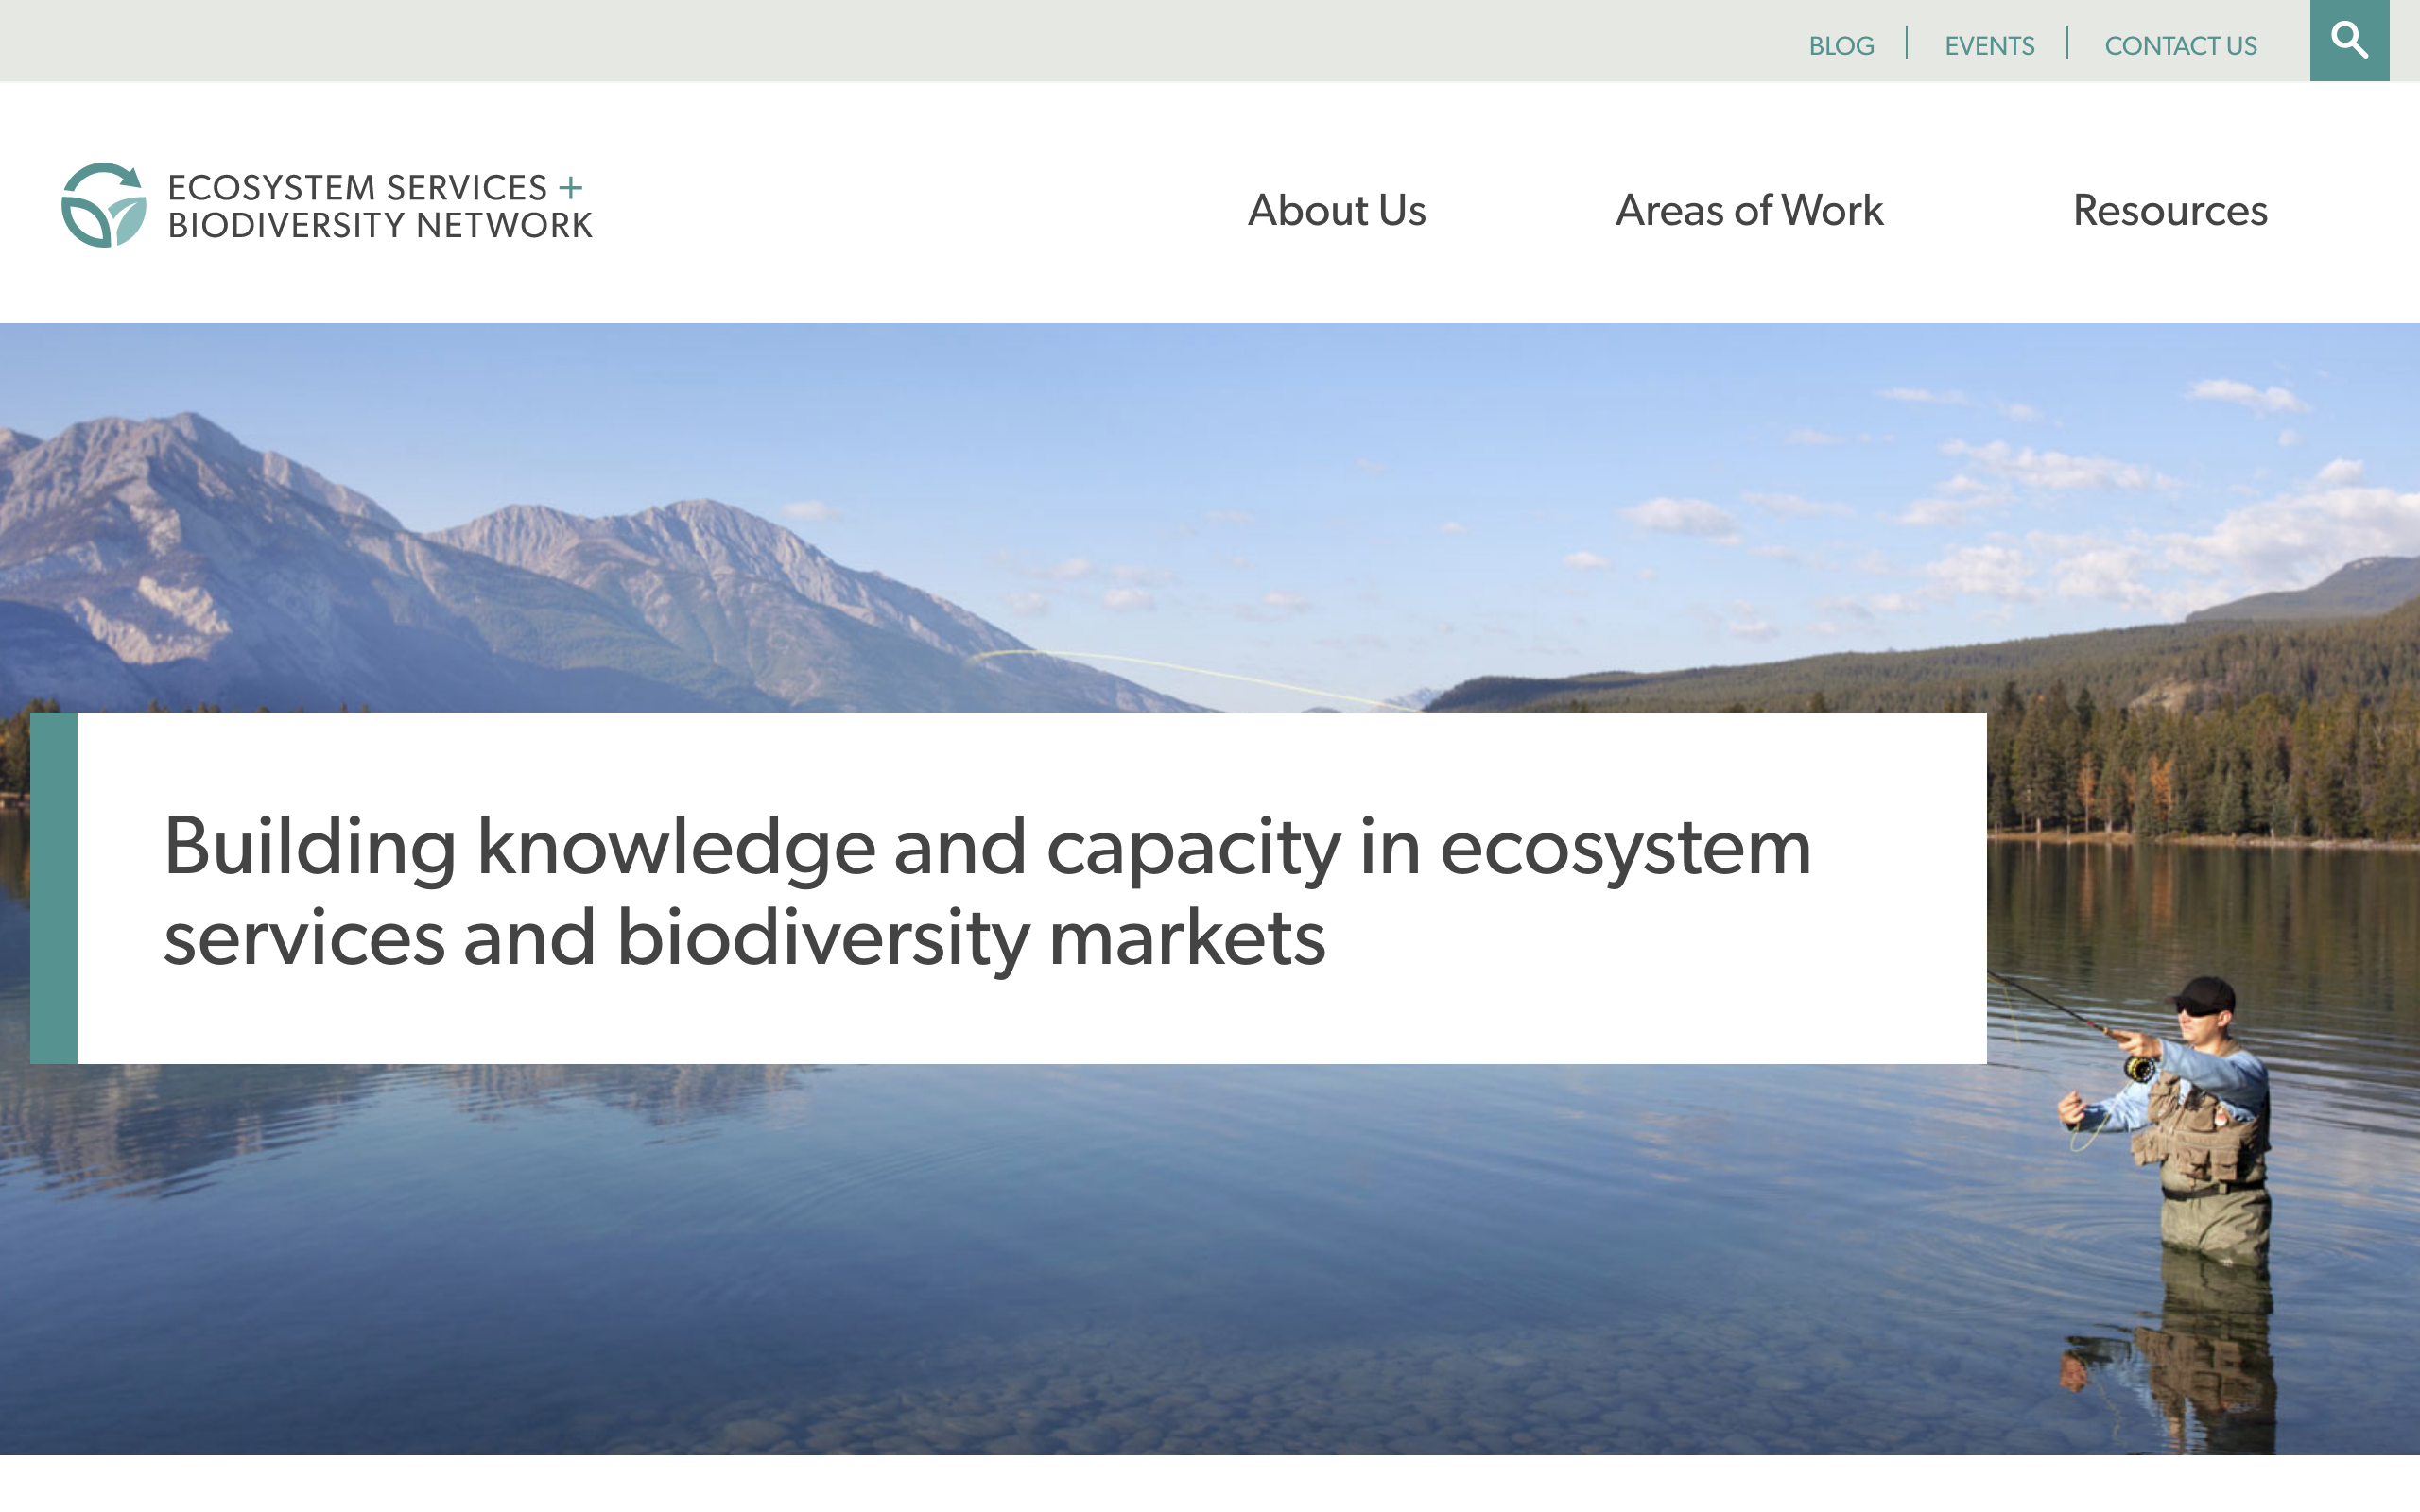 BLOG
EVENTS
CONTACT US
ECOSYSTEM SERVICES +
BIODIVERSITY NETWORK
About Us
Areas of Work
Resources
Building knowledge and capacity in ecosystem
services and biodiversity markets